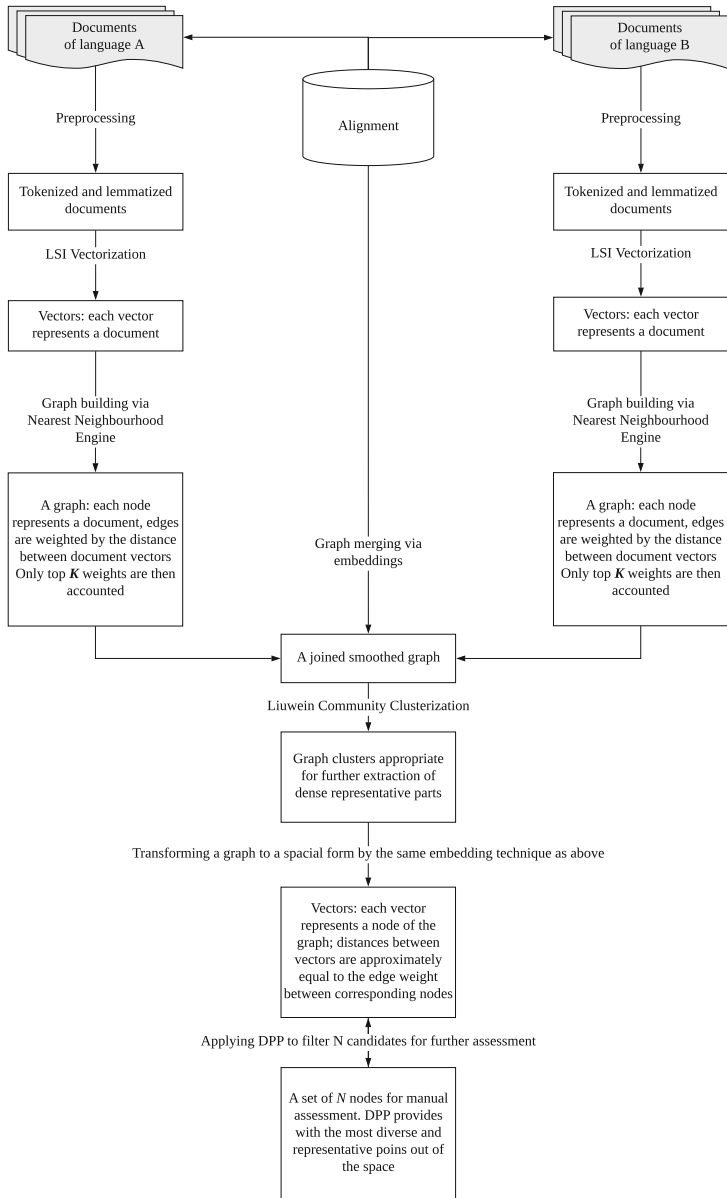 Documents
of language A
Documents
of language B
Alignment
Preprocessing
Preprocessing
Tokenized and lemmatized
documents
Tokenized and lemmatized
documents
LSI Vectorization
LSI Vectorization
Vectors: each vector
represents a document
Vectors: each vector
represents a document
Graph building via
Nearest Neighbourhood
Engine
Graph building via
Nearest Neighbourhood
Engine
A graph: each node
represents a document, edges
are weighted by the distance
between document vectors
Only top K weights are then
accounted
A graph: each node
represents a document, edges
are weighted by the distance
between document vectors
Only top K weights are then
accounted
Graph merging via
embeddings
A joined smoothed graph
Liuwein Community Clusterization
Graph clusters appropriate
for further extraction of
dense representative parts
Transforming a graph to a spacial form by the same embedding technique as above
Vectors: each vector
represents a node of the
graph; distances between
vectors are approximately
equal to the edge weight
between corresponding nodes
Applying DPP to filter N candidates for further assessment
A set of N nodes for manual
assessment. DPP provides
with the most diverse and
representative poins out of
the space